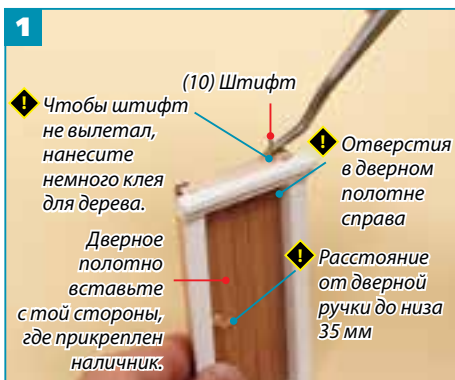 1
(10) Штифт
Чтобы штифт
не вылетал,
нанесите
немного клея
для дерева.
Отверстия
в дверном
полотне
справа
Дверное
полотно
вставьте
с той стороны,
где прикреплен
наличник.
Расстояние
от дверной
ручки до низа
35 мм